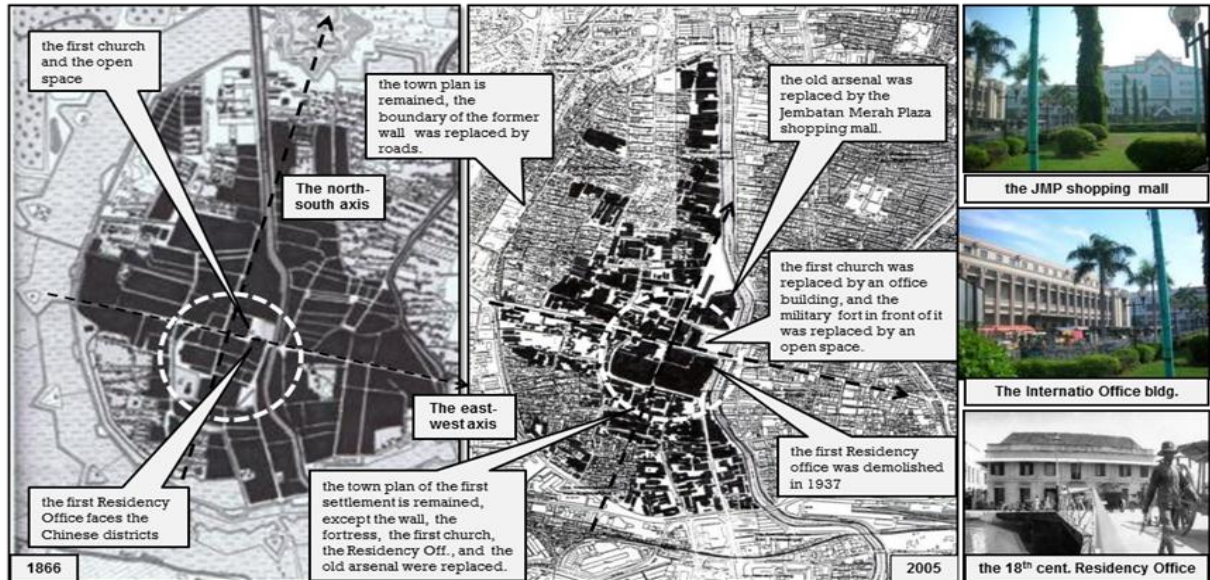 the first church
and the open
space
The north-
south axis
the first Residency
Office faces the
Chinese districts
1866
the town plan is
remained, the
boundary of the former
wall was replaced by
roads.
The east-
west axis
the town plan of the first
settlement is remained,
except the wall, the
fortress, the first church,
the Residency Off., and the
old arsenal were replaced.
the old arsenal was
replaced by the
Jembatan Merah Plaza
shopping mall.
the first church was
replaced by an office
building, and the
military fort in front of it
was replaced by an
open space.
the first Residency
office was demolished
in 1937
2005
the JMP shopping mall
The Internatio Office bldg.
the 18th cent. Residency Office